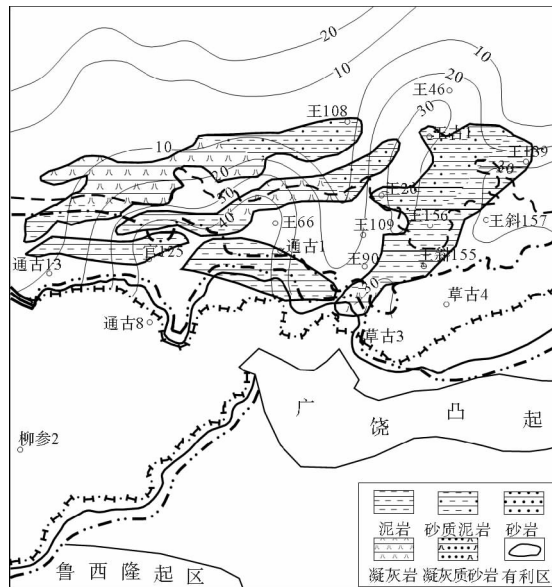 20
10
10
王46
20
30
王108
王古1
王139
10
20
30
30
王26
40
王66
王109
王156
王斜157
官125
通古1
通古13
王90
王斜155
30
草古4
通古8
草古3
广饶凸起
柳参2
泥岩 砂质泥岩 砂岩
凝灰岩 凝灰质砂岩 有利区
鲁西隆起区